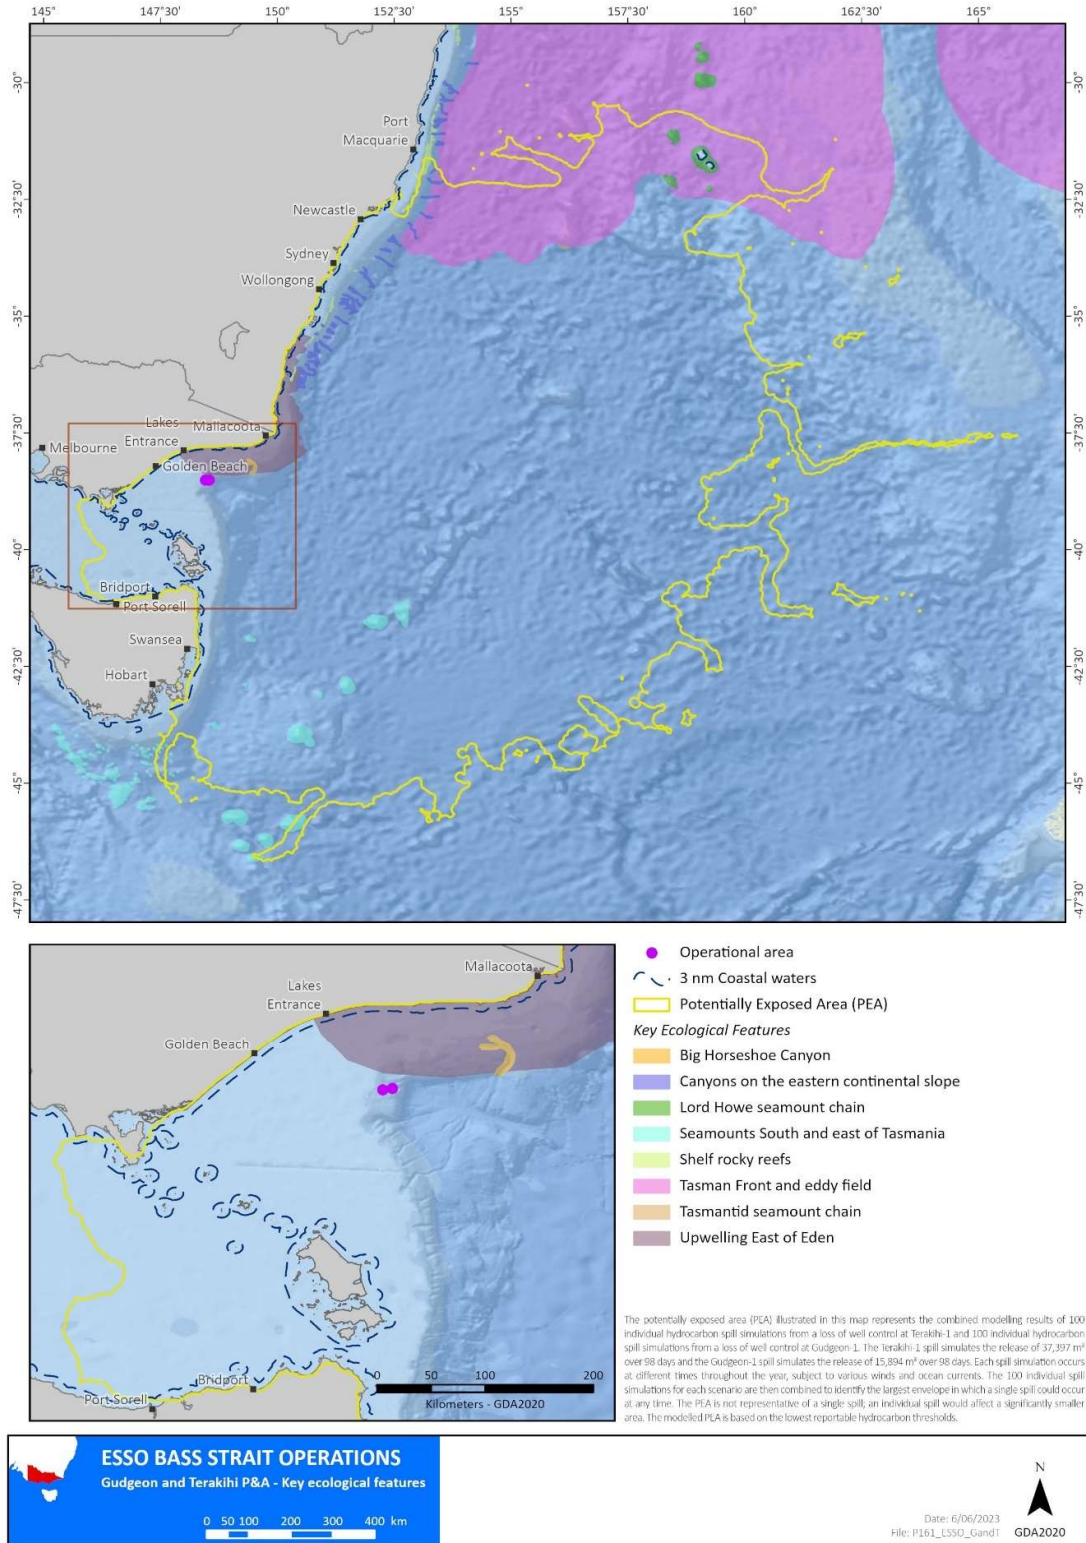 145° 147°30' 150° 152°30' 155° 157°30' 160° 162°30' 165°
-30° -30°
Port
Macquarie
-32°30' -32°30'
Newcastle
Sydney
Wollongong
-35° -35°
Lakes
Entrance
Mallacoota
-37°30' -37°30'
Melbourne
Golden Beach
-40° -40°
Bridport
Port Sorell
Swansea
-42°30' -42°30'
Hobart
-45° -45°
-47°30' -47°30'
Mallacoota
Lakes
Entrance
Golden Beach
Bridport
Port Sorell
0 50 100 200
Kilometers - GDA2020
Operational area
3 nm Coastal waters
Potentially Exposed Area (PEA)
Key Ecological Features
Big Horseshoe Canyon
Canyons on the eastern continental slope
Lord Howe seamount chain
Seamounts South and east of Tasmania
Shelf rocky reefs
Tasman Front and eddy field
Tasmantid seamount chain
Upwelling East of Eden
The potentially exposed area (PEA) illustrated in this map represents the combined modelling results of 100
individual hydrocarbon spill simulations from a loss of well control at Terakihi-1 and 100 individual hydrocarbon
spill simulations from a loss of well control at Gudgeon-1. The Terakihi-1 spill simulates the release of 37,397 m³
over 98 days and the Gudgeon-1 spill simulates the release of 15,894 m³ over 98 days. Each spill simulation occurs
at different times throughout the year, subject to various winds and ocean currents. The 100 individual spill
simulations for each scenario are then combined to identify the largest envelope in which a single spill could occur
at any time. The PEA is not representative of a single spill; an individual spill would affect a significantly smaller
area. The modelled PEA is based on the lowest reportable hydrocarbon thresholds.
ESSO BASS STRAIT OPERATIONS
Gudgeon and Terakihi P&A - Key ecological features
0 50 100 200 300 400 km
N
GDA2020
Date: 6/06/2023
File: P161_ESSO_GandT